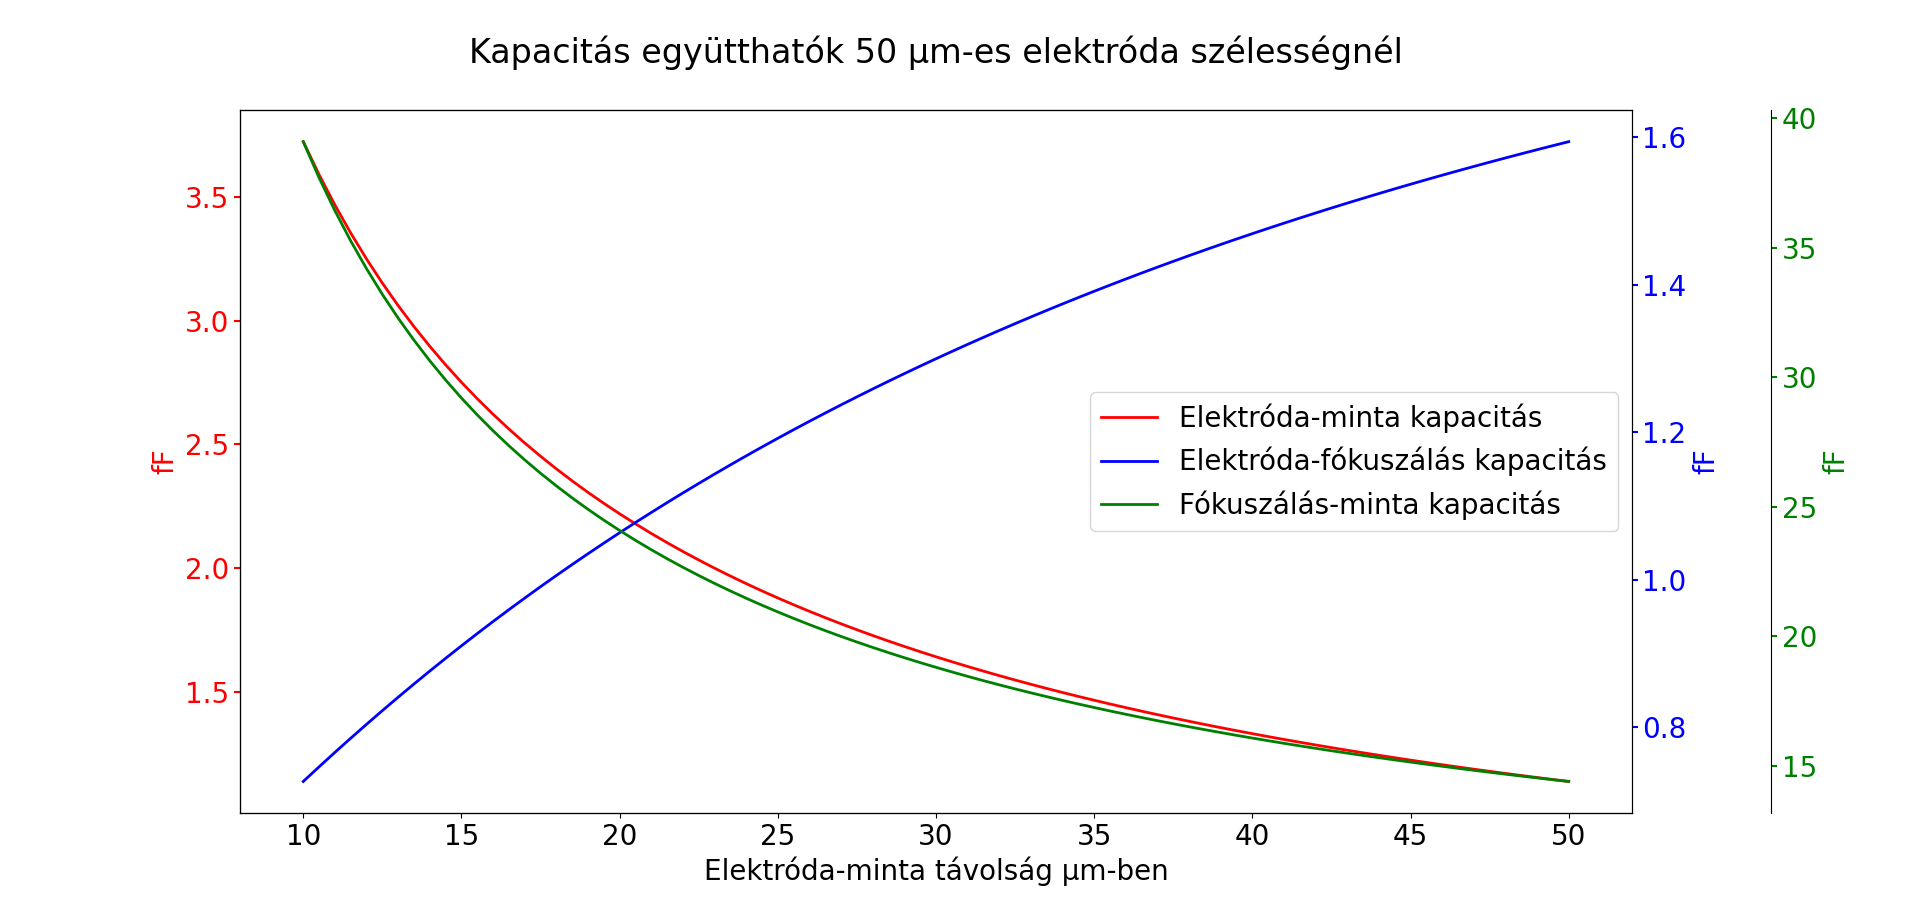 Kapacitás együtthatók 50 µm-es elektróda szélességnél
fF
3.5
3.0
2.5
2.0
1.5
Elektróda-minta kapacitás
Elektróda-fókuszálás kapacitás
Fókuszálás-minta kapacitás
1.6
1.4
1.2
1.0
0.8
fF
40
35
30
25
20
15
fF
10 15 20 25 30 35 40 45 50
Elektróda-minta távolság µm-ben